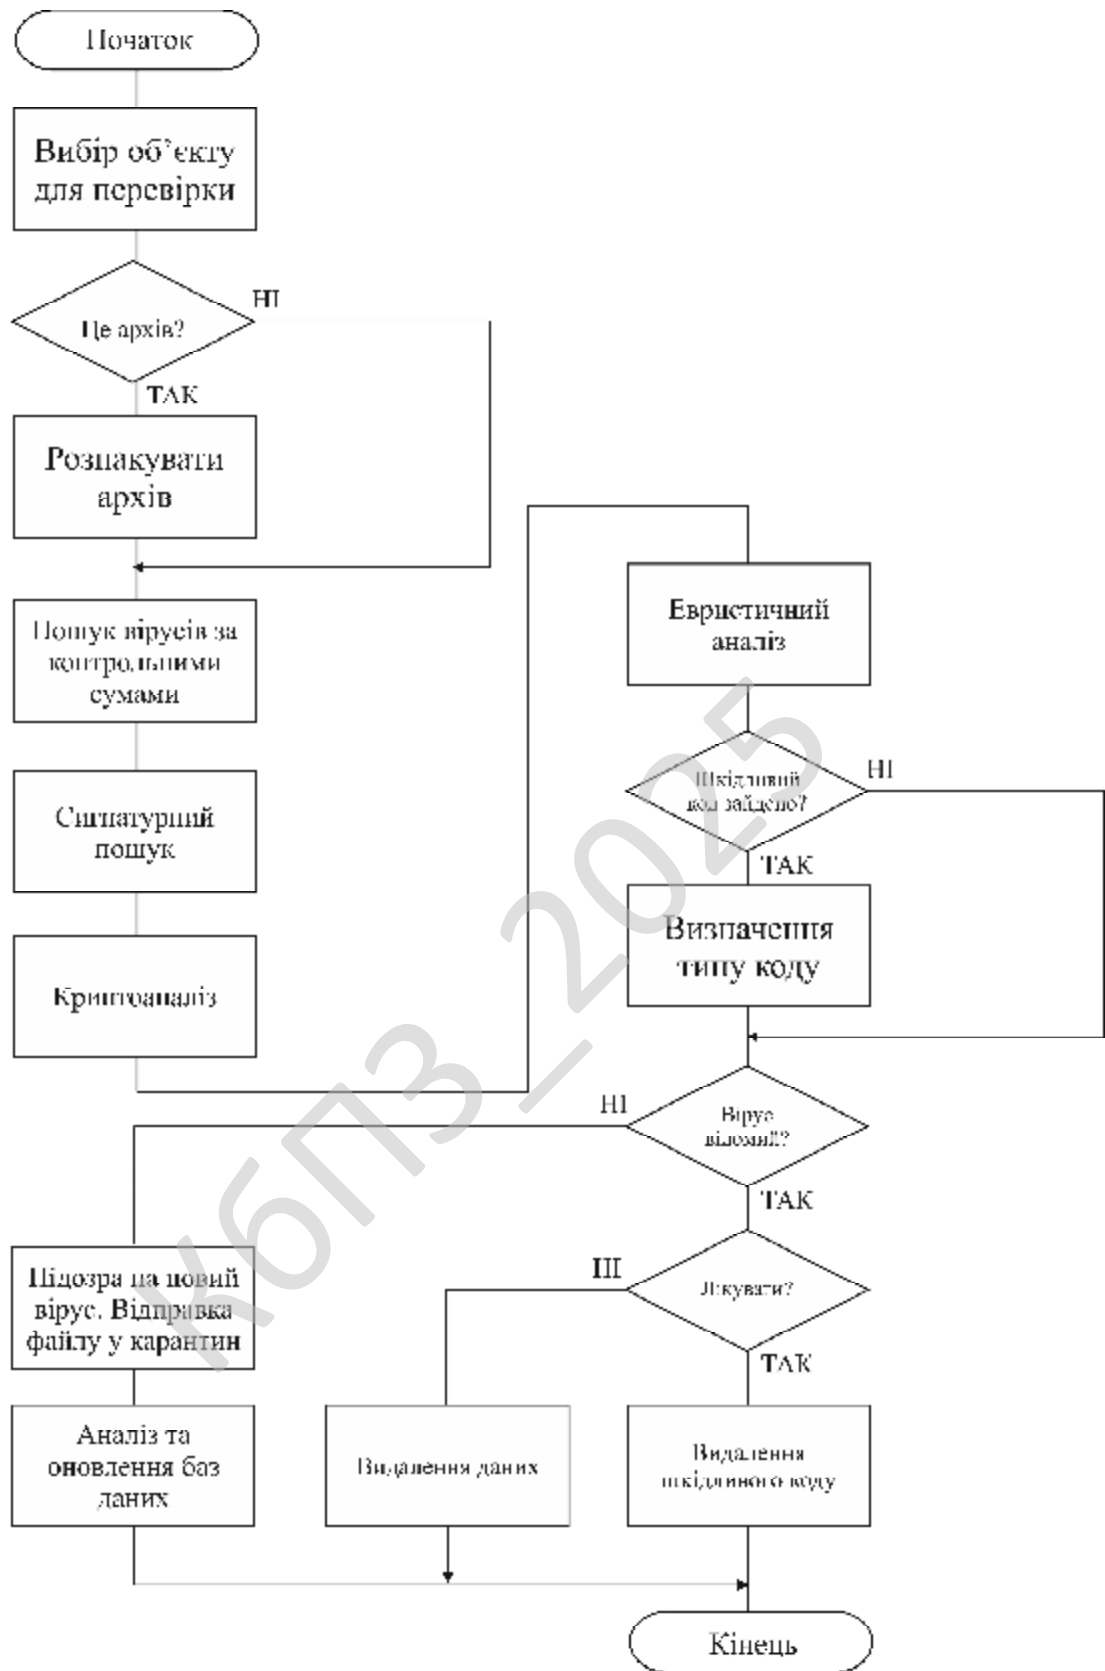 Початок
Вибір об’єкту
для перевірки
Це архів?
НІ
ТАК
Розпакувати
архів
Пошук вірусів за
контрольними
сумами
Сигнатурний
пошук
Криптоаналіз
Евристичний
аналіз
Шкідливий
код зайдено?
НІ
ТАК
Визначення
типу коду
Вірус
відомий?
НІ
ТАК
Підозра на новий
вірус. Відправка
файлу у карантин
Аналіз та
оновлення баз
даних
Лікувати?
НІ
ТАК
Видалення даних
Видалення
шкідливого коду
Кінець
КбПЗ_2025